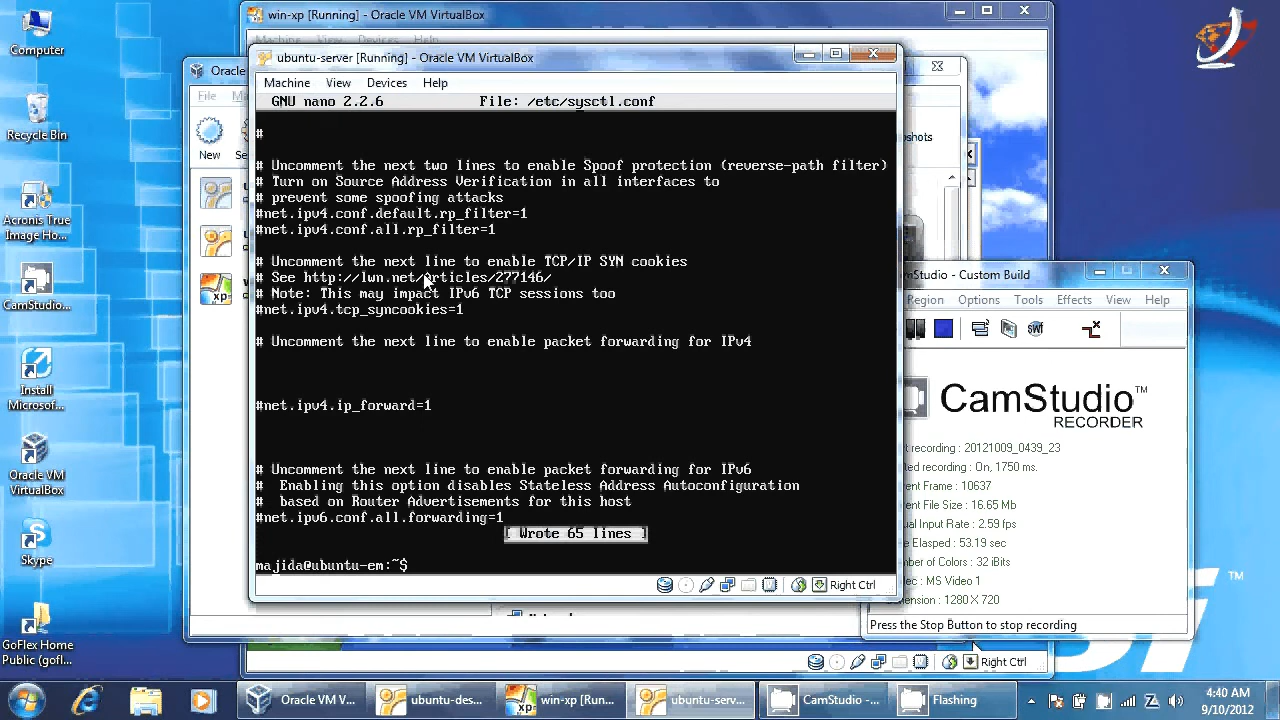 win-xp [Running] - Oracle VM VirtualBox
Machine View Devices Help
Computer
Recycle Bin
Acronis True
Image Ho...
CamStudio...
Install
Microsoft...
Oracle VM
VirtualBox
Skype
GoFlex Home
Public (gofl...
Oracle
File
New
ubuntu-server [Running] - Oracle VM VirtualBox
Machine View Devices Help
GNU nano 2.2.6 File: /etc/sysctl.conf
#
# Uncomment the next two lines to enable Spoof protection (reverse-path filter)
# Turn on Source Address Verification in all interfaces to
# prevent some spoofing attacks
#net.ipv4.conf.default.rp_filter=1
#net.ipv4.conf.all.rp_filter=1
# Uncomment the next line to enable TCP/IP SYN cookies
# See http://lwn.net/articles/277146/
# Note: This may impact IPv6 TCP sessions too
#net.ipv4.tcp_syncookies=1
# Uncomment the next line to enable packet forwarding for IPv4
#net.ipv4.ip_forward=1
# Uncomment the next line to enable packet forwarding for IPv6
# Enabling this option disables Stateless Address Autoconfiguration
# based on Router Advertisements for this host
#net.ipv6.conf.all.forwarding=1
[ Wrote 65 lines ]
majida@ubuntu-em:~$
Right Ctrl
mStudio - Custom Build
Region Options Tools Effects View Help
CamStudio™
RECORDER
ecording : 20121009_0439_23
ted recording : On, 1750 ms.
ent Frame : 10637
ent File Size : 16.65 Mb
ual Input Rate : 2.59 fps
e Elasped : 53.19 sec
mber of Colors : 32 iBits
ec : MS Video 1
ension : 1280 X 720
Press the Stop Button to stop recording
Right Ctrl
TM
Oracle VM V...
ubuntu-des...
win-xp [Run...
ubuntu-serv...
CamStudio -...
Flashing
4:40 AM
9/10/2012